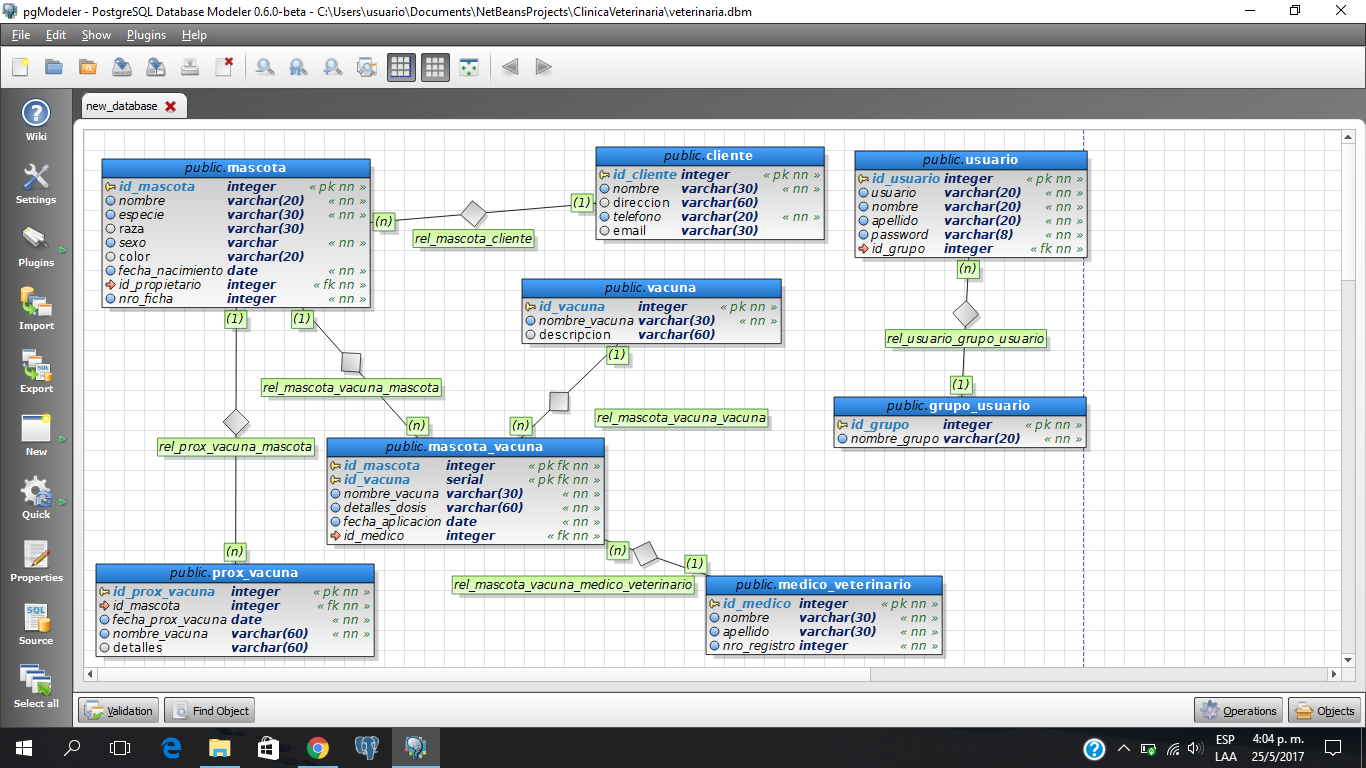 pgModeler - PostgreSQL Database Modeler 0.6.0-beta - C:\Users\usuario\Documents\NetBeansProjects\ClinicaVeterinaria\veterinaria.dbm
File Edit Show Plugins Help
new_database
Wiki
Settings
Plugins
Import
Export
New
Quick
Properties
Source
Select all
public.mascota
id_mascota integer « pk nn »
nombre varchar(20) « nn »
especie varchar(30) « nn »
raza varchar(30)
sexo varchar « nn »
color varchar(20)
fecha_nacimiento date « nn »
id_propietario integer « fk nn »
nro_ficha integer « nn »
(n)
rel_mascota_cliente
(1)
public.cliente
id_cliente integer « pk nn »
nombre varchar(30) « nn »
direccion varchar(60)
telefono varchar(20) « nn »
email varchar(30)
public.usuario
id_usuario integer « pk nn »
usuario varchar(20) « nn »
nombre varchar(20) « nn »
apellido varchar(20) « nn »
password varchar(8) « nn »
id_grupo integer « fk nn »
(n)
rel_usuario_grupo_usuario
(1)
public.grupo_usuario
id_grupo integer « pk nn »
nombre_grupo varchar(20) « nn »
public.vacuna
id_vacuna integer « pk nn »
nombre_vacuna varchar(30) « nn »
descripcion varchar(60)
(1)
rel_mascota_vacuna_vacuna
(n)
(1)
rel_mascota_vacuna_mascota
(n)
(1)
rel_prox_vacuna_mascota
(n)
public.mascota_vacuna
id_mascota integer « pk fk nn »
id_vacuna serial « pk fk nn »
nombre_vacuna varchar(30) « nn »
detalles_dosis varchar(60) « nn »
fecha_aplicacion date « nn »
id_medico integer « fk nn »
(n)
rel_mascota_vacuna_medico_veterinario
(1)
public.prox_vacuna
id_prox_vacuna integer « pk nn »
id_mascota integer « fk nn »
fecha_prox_vacuna date « nn »
nombre_vacuna varchar(60) « nn »
detalles varchar(60)
public.medico_veterinario
id_medico integer « pk nn »
nombre varchar(30) « nn »
apellido varchar(30) « nn »
nro_registro integer « nn »
Validation Find Object Operations Objects
ESP 4:04 p. m.
LAA 25/5/2017